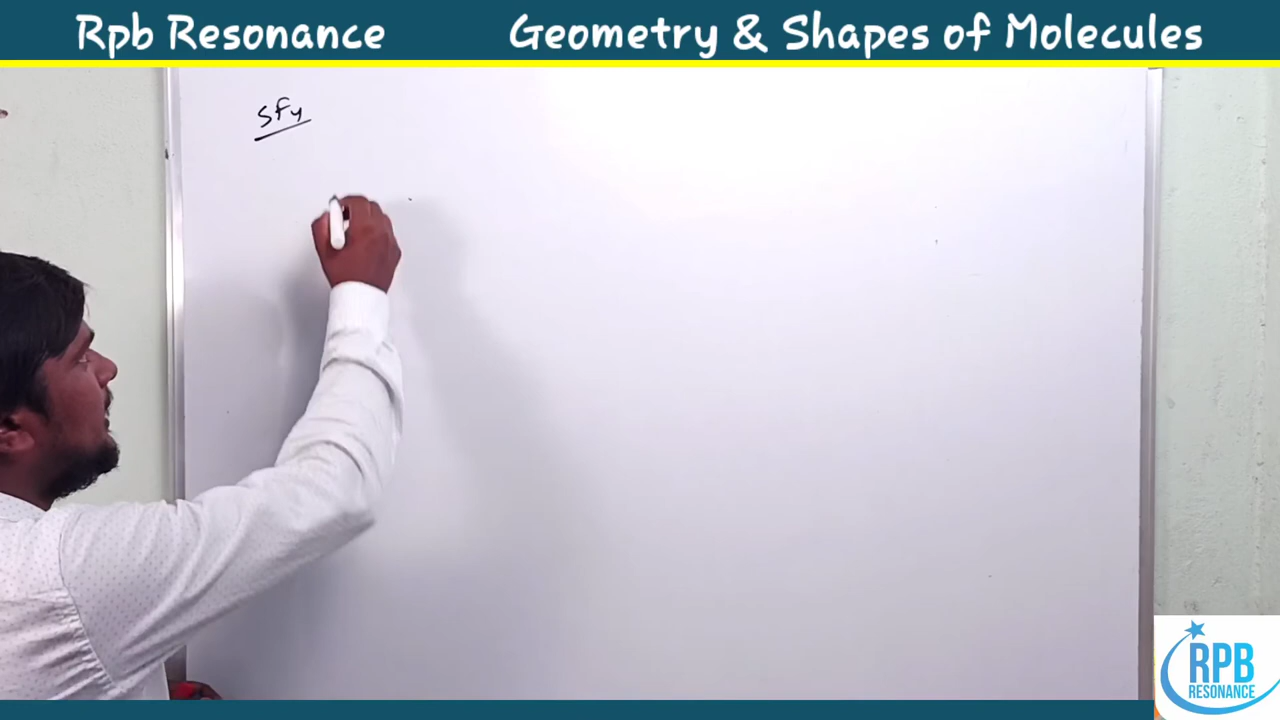 Rpb Resonance Geometry & Shapes of Molecules
SF4
RPB
RESONANCE